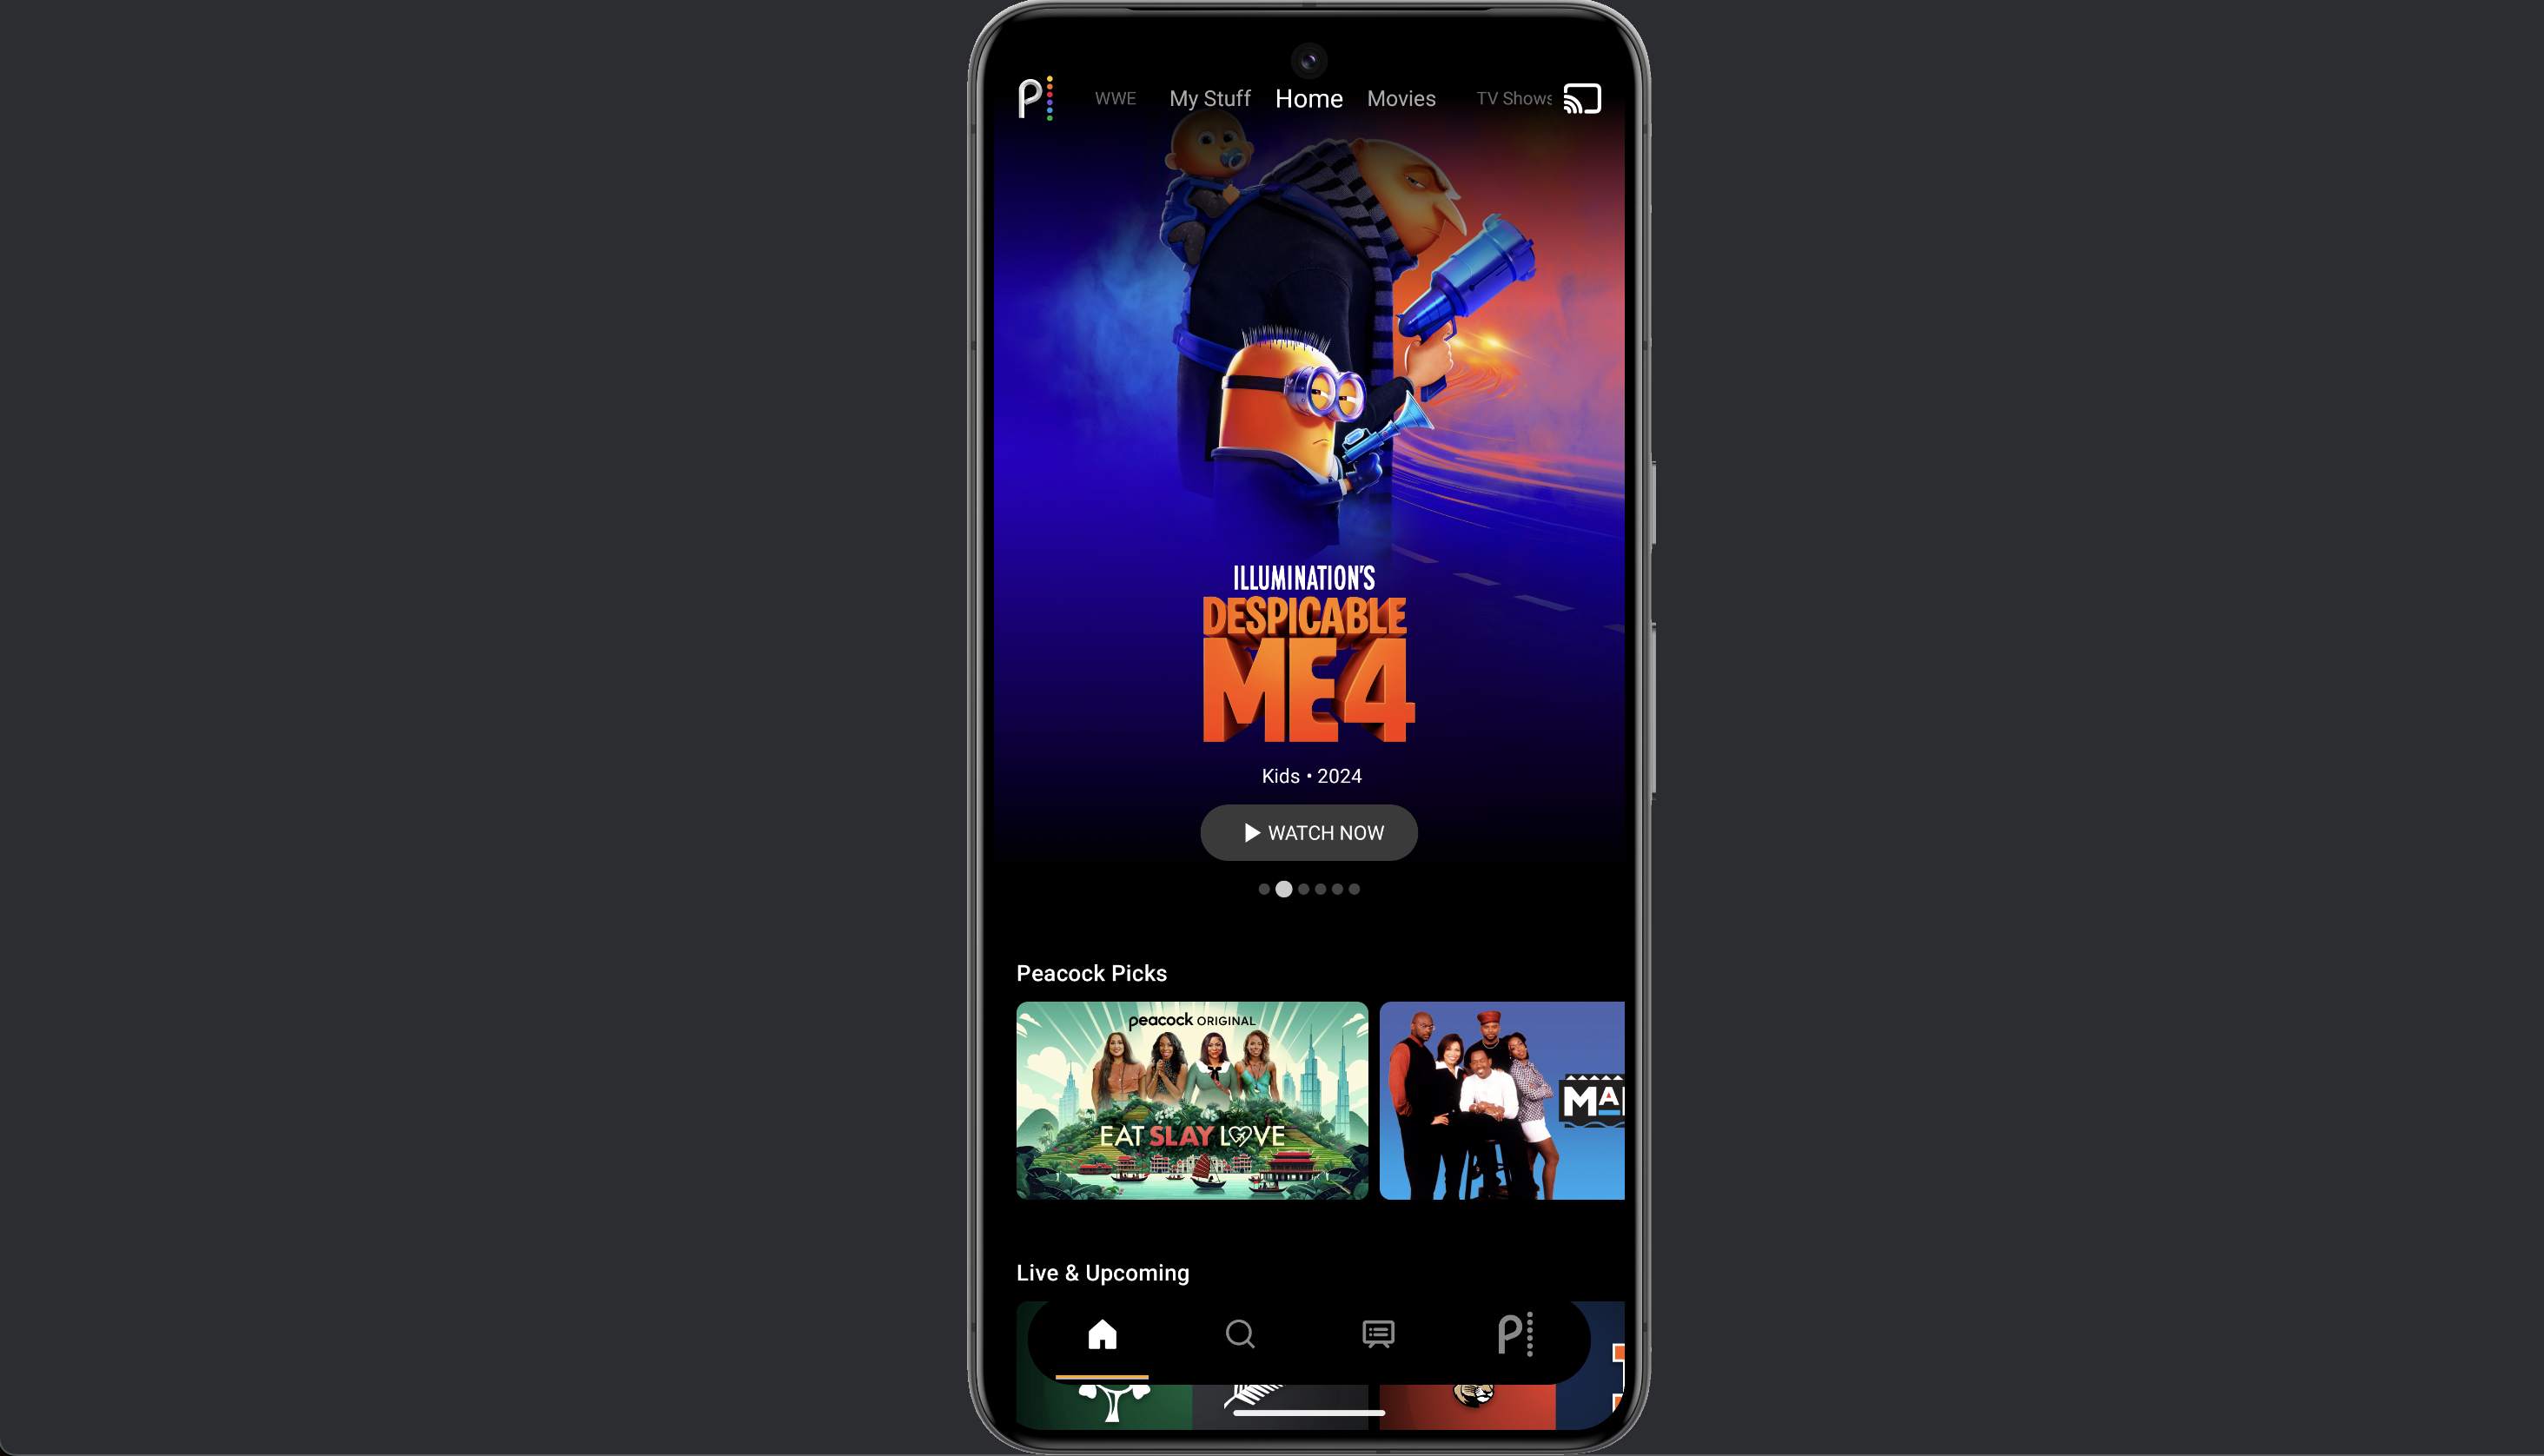 WWE My Stuff Home Movies TV Shows
ILLUMINATION'S
DESPICABLE
ME4
Kids • 2024
WATCH NOW
Peacock Picks
peacock ORIGINAL
EAT SLAY LOVE
MA
Live & Upcoming